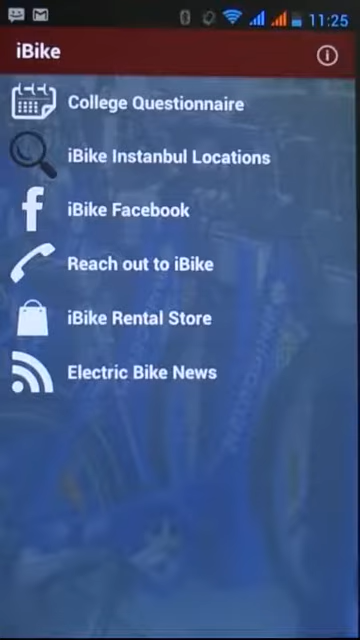 11:25
iBike
College Questionnaire
iBike Instanbul Locations
iBike Facebook
Reach out to iBike
iBike Rental Store
Electric Bike News